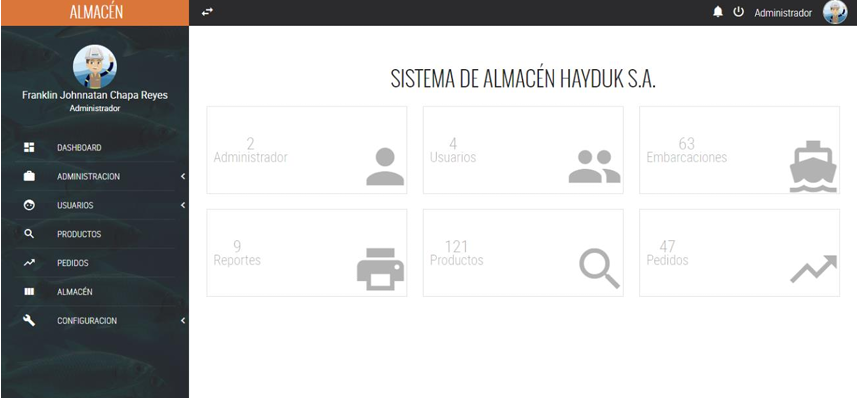 ALMACÉN
Administrador
Franklin Johnnatan Chapa Reyes
Administrador
DASHBOARD
ADMINISTRACION
USUARIOS
PRODUCTOS
PEDIDOS
ALMACÉN
CONFIGURACION
SISTEMA DE ALMACÉN HAYDUK S.A.
2
Administrador
4
Usuarios
63
Embarcaciones
9
Reportes
121
Productos
47
Pedidos